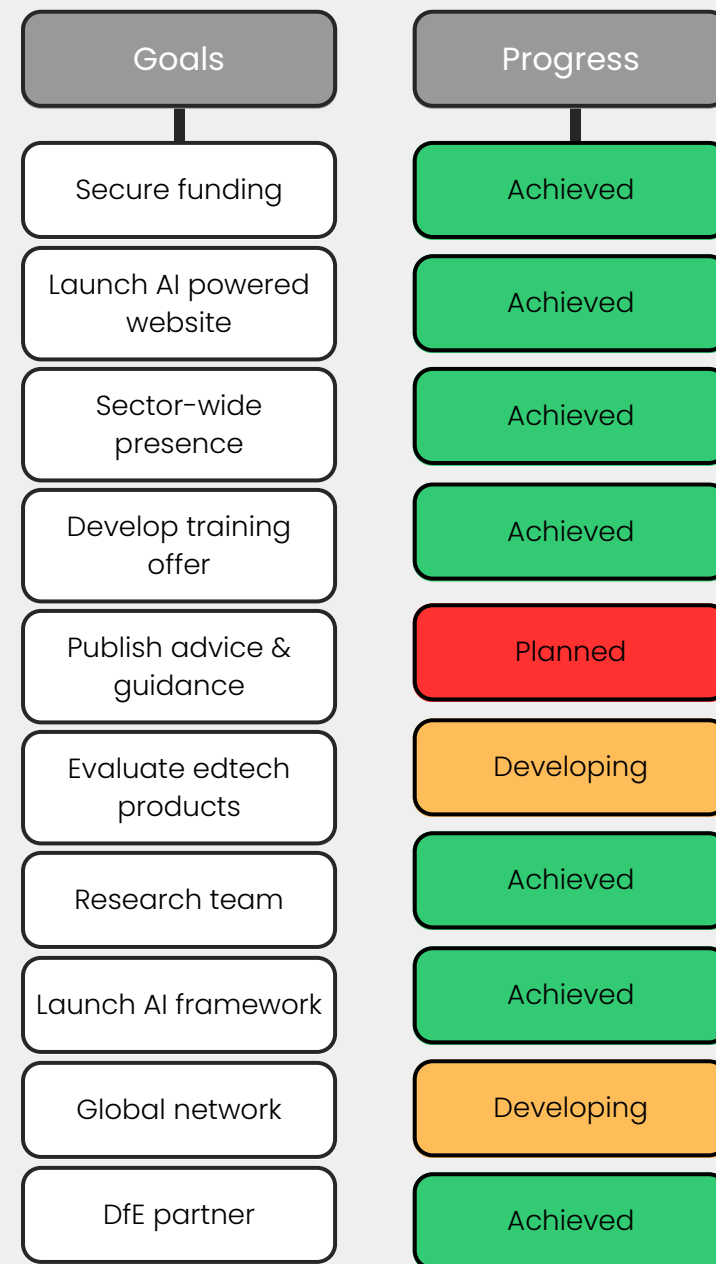 Goals
Progress
Secure funding
Achieved
Launch AI powered
website
Achieved
Sector-wide
presence
Achieved
Develop training
offer
Achieved
Publish advice &
guidance
Planned
Evaluate edtech
products
Developing
Research team
Achieved
Launch AI framework
Achieved
Global network
Developing
DfE partner
Achieved